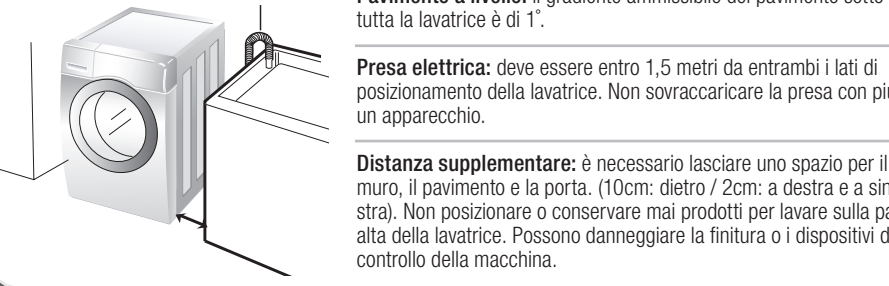 tutta la lavatrice è di 1˚.
Presa elettrica: deve essere entro 1,5 metri da entrambi i lati di
posizionamento della lavatrice. Non sovraccaricare la presa con
un apparecchio.
Distanza supplementare: è necessario lasciare uno spazio per il
muro, il pavimento e la porta. (10cm: dietro / 2cm: a destra e a
stra). Non posizionare o conservare mai prodotti per lavare sulla
alta della lavatrice. Possono danneggiare la finitura o i dispositivi
controllo della macchina.